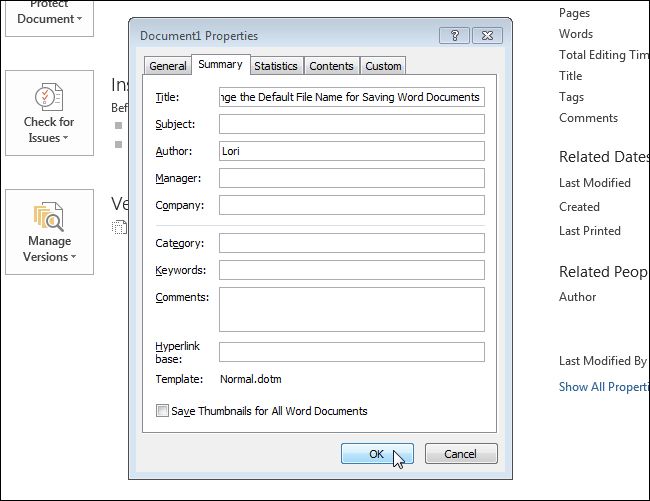 Protect
Document
Check for
Issues
Manage
Versions
Ins
Bef
Ve
Document1 Properties
?
General
Summary
Statistics
Contents
Custom
Title: nge the Default File Name for Saving Word Documents
Subject:
Author: Lori
Manager:
Company:
Category:
Keywords:
Comments:
Hyperlink
base:
Template: Normal.dotm
Save Thumbnails for All Word Documents
OK
Cancel
Pages
Words
Total Editing Tim
Title
Tags
Comments
Related Dates
Last Modified
Created
Last Printed
Related Peop
Author
Last Modified By
Show All Properti